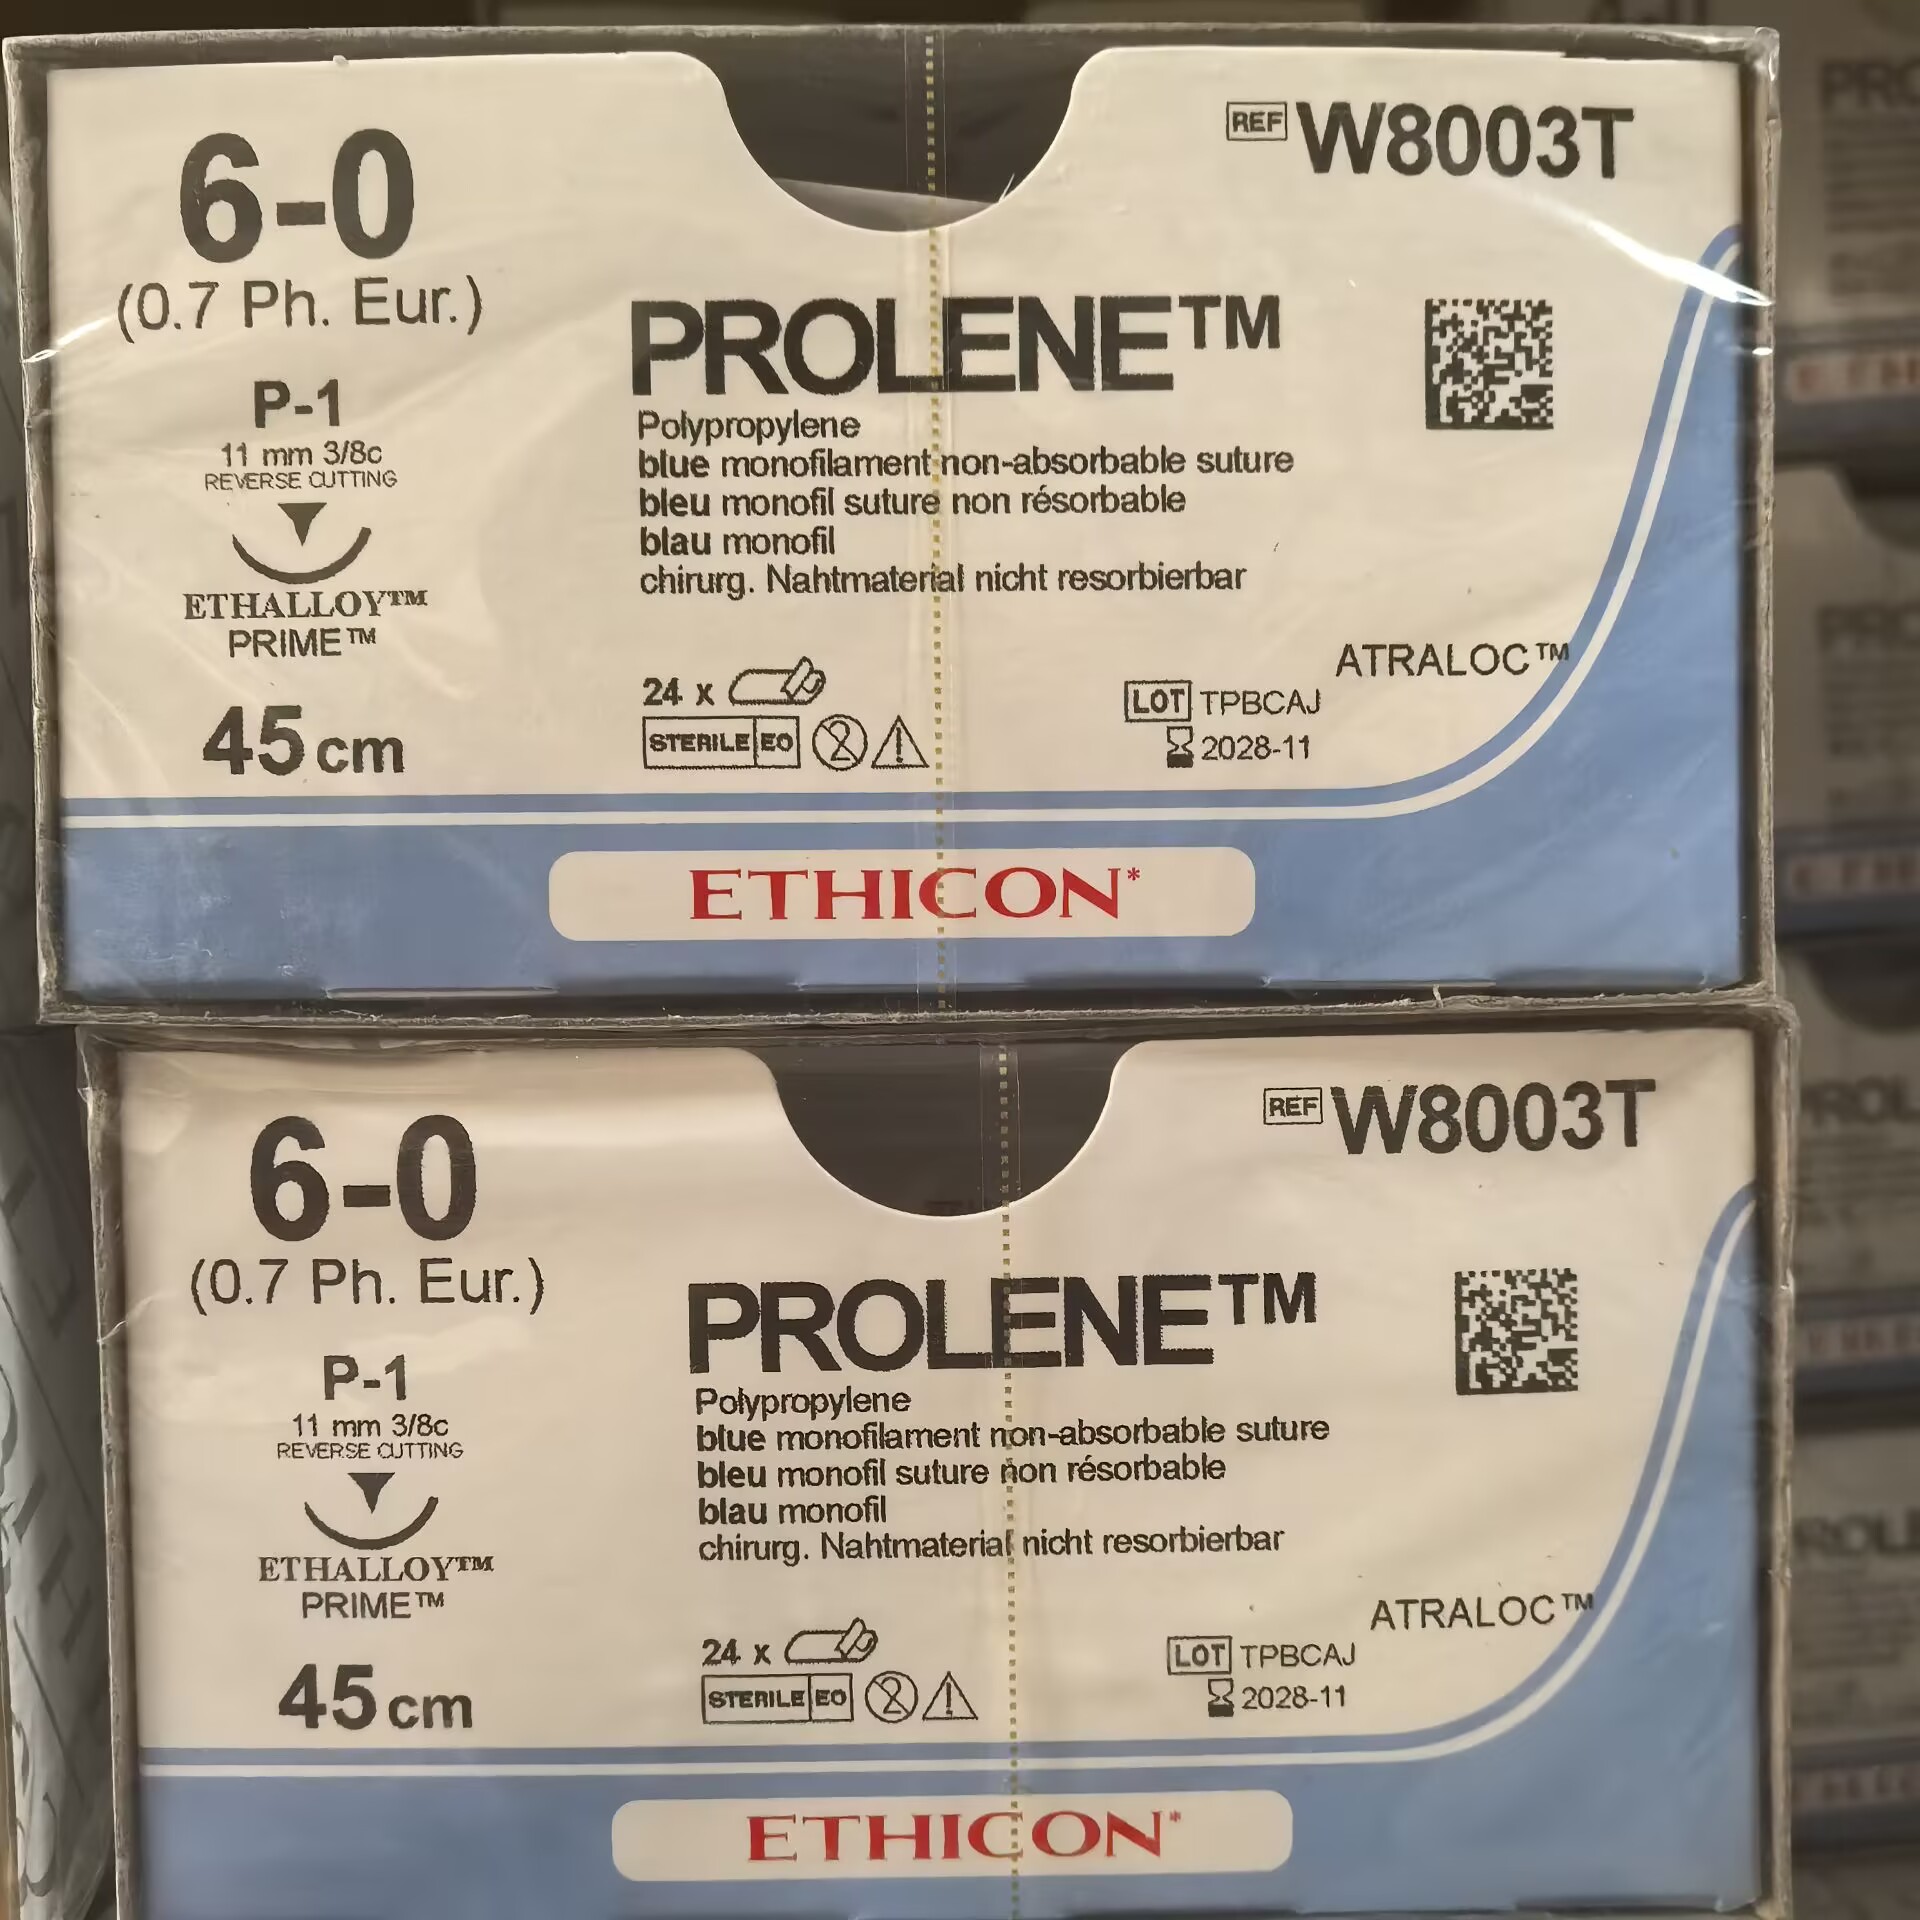 6-0
(0.7 Ph. Eur.)
P-1
11 mm 3/8c
REVERSE CUTTING
ETHALLOY™
PRIME™
45 cm
REF W8003T
PROLENE™
Polypropylene
blue monofilament non-absorbable suture
bleu monofil suture non résorbable
blau monofil
chirurg. Nahtmaterial nicht resorbierbar
ATRALOC™
24 x
LOT TPBCAJ
STERILE EO 2
2028-11
ETHICON*
6-0
(0.7 Ph. Eur.)
P-1
11 mm 3/8c
REVERSE CUTTING
ETHALLOY™
PRIME™
45 cm
REF W8003T
PROLENE™
Polypropylene
blue monofilament non-absorbable suture
bleu monofil suture non résorbable
blau monofil
chirurg. Nahtmaterial nicht resorbierbar
ATRALOC™
24 x
LOT TPBCAJ
STERILE EO 2
2028-11
ETHICON*